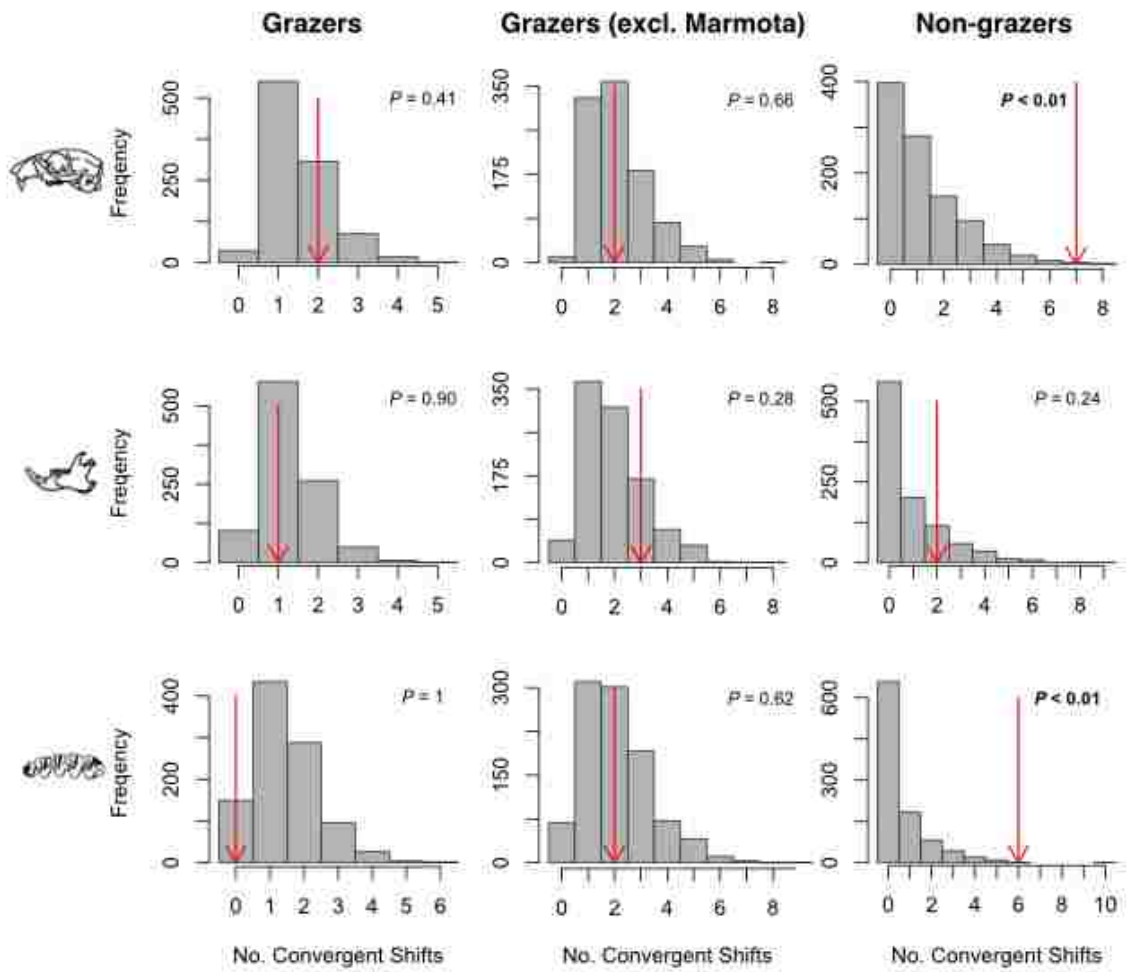 Grazers Grazers (excl. Marmota) Non-grazers
Freqency
0 250 500
P = 0.41
0 1 2 3 4 5
0 175 350
P = 0.66
0 2 4 6 8
0 200 400
P < 0.01
0 2 4 6 8
Freqency
0 250 500
P = 0.90
0 1 2 3 4 5
0 175 350
P = 0.28
0 2 4 6 8
0 250 600
P = 0.24
0 2 4 6 8
Freqency
0 200 400
P = 1
0 1 2 3 4 5 6
0 150 300
P = 0.62
0 2 4 6 8
0 300 600
P < 0.01
0 2 4 6 8 10
No. Convergent Shifts No. Convergent Shifts No. Convergent Shifts